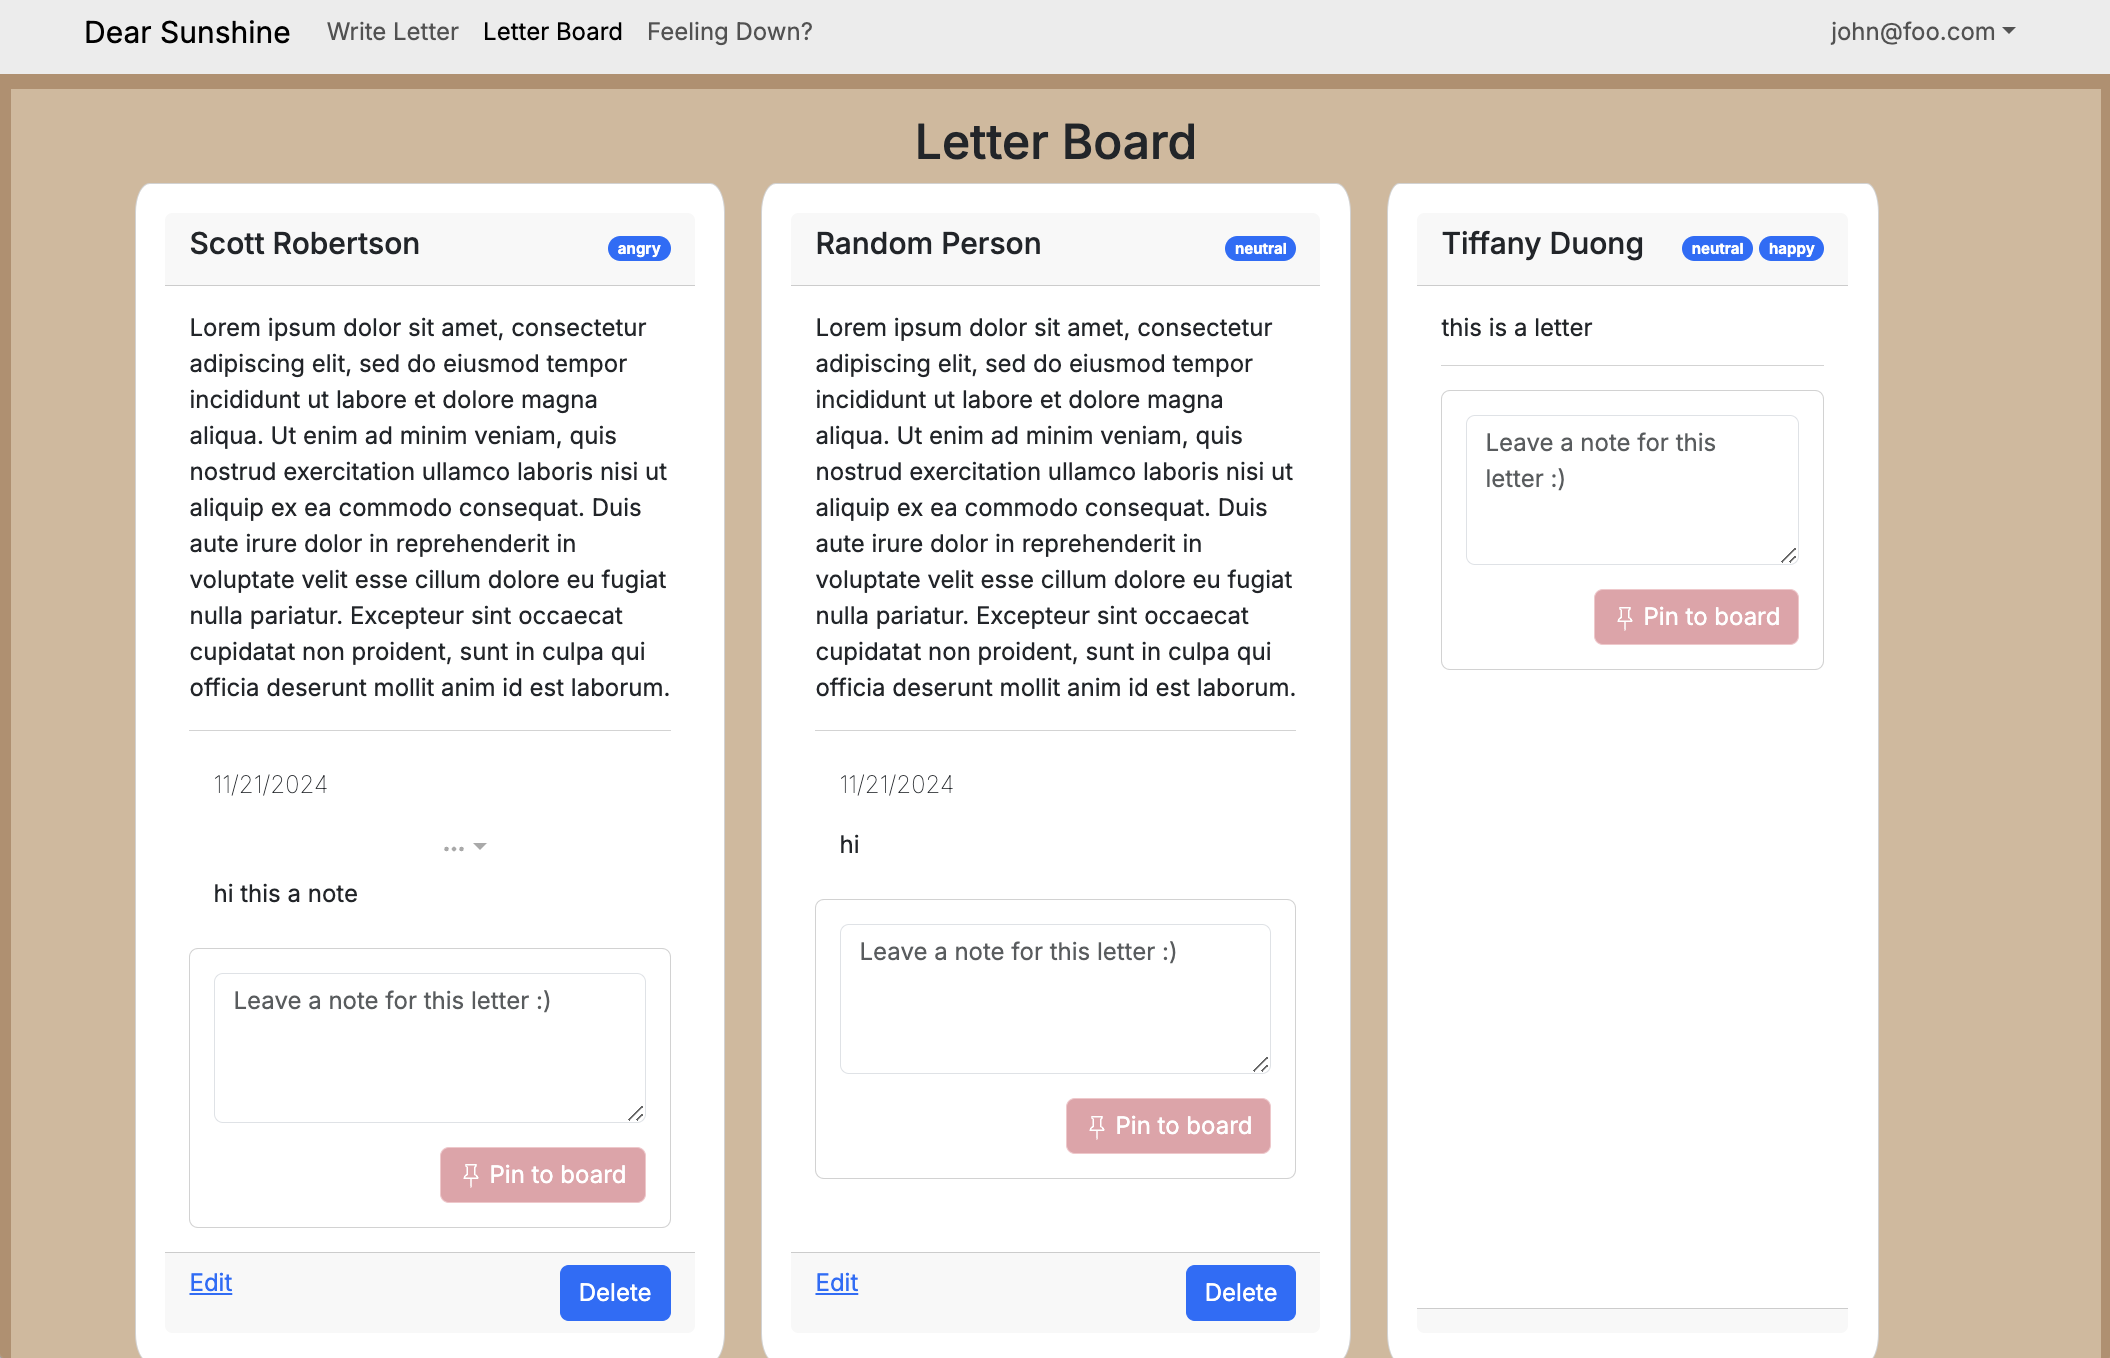 Dear Sunshine Write Letter Letter Board Feeling Down? john@foo.com
Letter Board
Scott Robertson angry
Lorem ipsum dolor sit amet, consectetur
adipiscing elit, sed do eiusmod tempor
incididunt ut labore et dolore magna
aliqua. Ut enim ad minim veniam, quis
nostrud exercitation ullamco laboris nisi ut
aliquip ex ea commodo consequat. Duis
aute irure dolor in reprehenderit in
voluptate velit esse cillum dolore eu fugiat
nulla pariatur. Excepteur sint occaecat
cupidatat non proident, sunt in culpa qui
officia deserunt mollit anim id est laborum.
11/21/2024
...
hi this a note
Leave a note for this letter :)
Pin to board
Edit Delete
Random Person neutral
Lorem ipsum dolor sit amet, consectetur
adipiscing elit, sed do eiusmod tempor
incididunt ut labore et dolore magna
aliqua. Ut enim ad minim veniam, quis
nostrud exercitation ullamco laboris nisi ut
aliquip ex ea commodo consequat. Duis
aute irure dolor in reprehenderit in
voluptate velit esse cillum dolore eu fugiat
nulla pariatur. Excepteur sint occaecat
cupidatat non proident, sunt in culpa qui
officia deserunt mollit anim id est laborum.
11/21/2024
hi
Leave a note for this letter :)
Pin to board
Edit Delete
Tiffany Duong neutral happy
this is a letter
Leave a note for this
letter :)
Pin to board